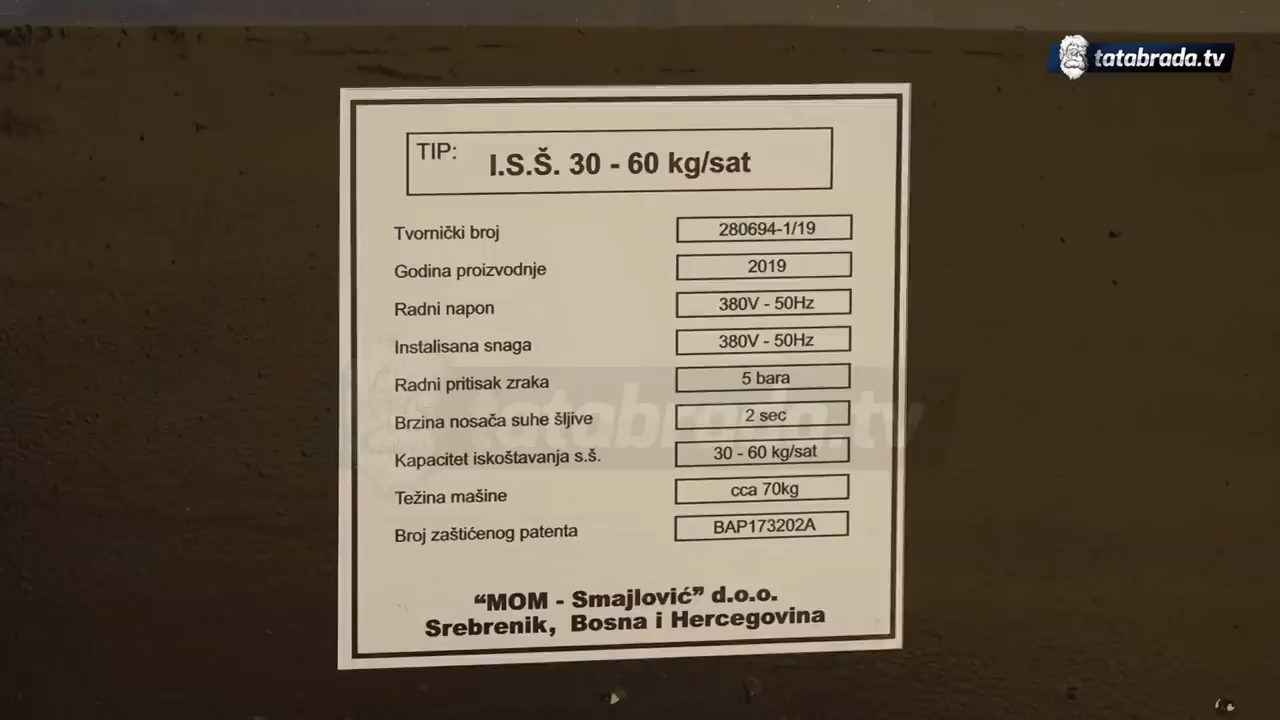 tatabrada.tv
TIP: I.S.Š. 30 - 60 kg/sat
Tvornički broj 280694-1/19
Godina proizvodnje 2019
Radni napon 380V - 50Hz
Instalisana snaga 380V - 50Hz
Radni pritisak zraka 5 bara
Brzina nosača suhe šljive 2 sec
Kapacitet iskoštavanja s.š. 30 - 60 kg/sat
Težina mašine cca 70kg
Broj zaštićenog patenta BAP173202A
tatabrada.tv
“MOM - Smajlović” d.o.o.
Srebrenik, Bosna i Hercegovina